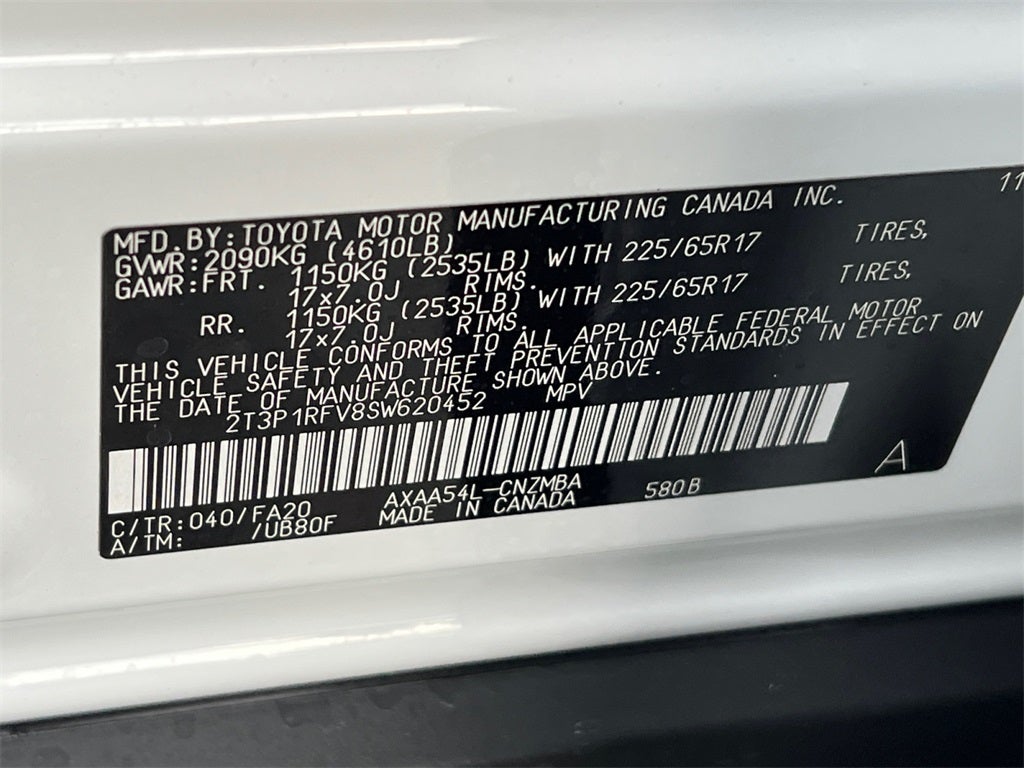 11
MFD.BY:TOYOTA MOTOR MANUFACTURING CANADA INC.
GVWR:2090KG (4610LB)
GAWR:FRT. 1150KG (2535LB) WITH 225/65R17 TIRES,
17x7.0J RIMS.
RR. 1150KG (2535LB) WITH 225/65R17 TIRES,
17x7.0J RIMS.
THIS VEHICLE CONFORMS TO ALL APPLICABLE FEDERAL MOTOR
VEHICLE SAFETY AND THEFT PREVENTION STANDARDS IN EFFECT ON
THE DATE OF MANUFACTURE SHOWN ABOVE.
2T3P1RFV8SW620452 MPV
A
C/TR:040/FA20 AXAA54L-CNZMBA 580B
A/TM: /UB80F MADE IN CANADA